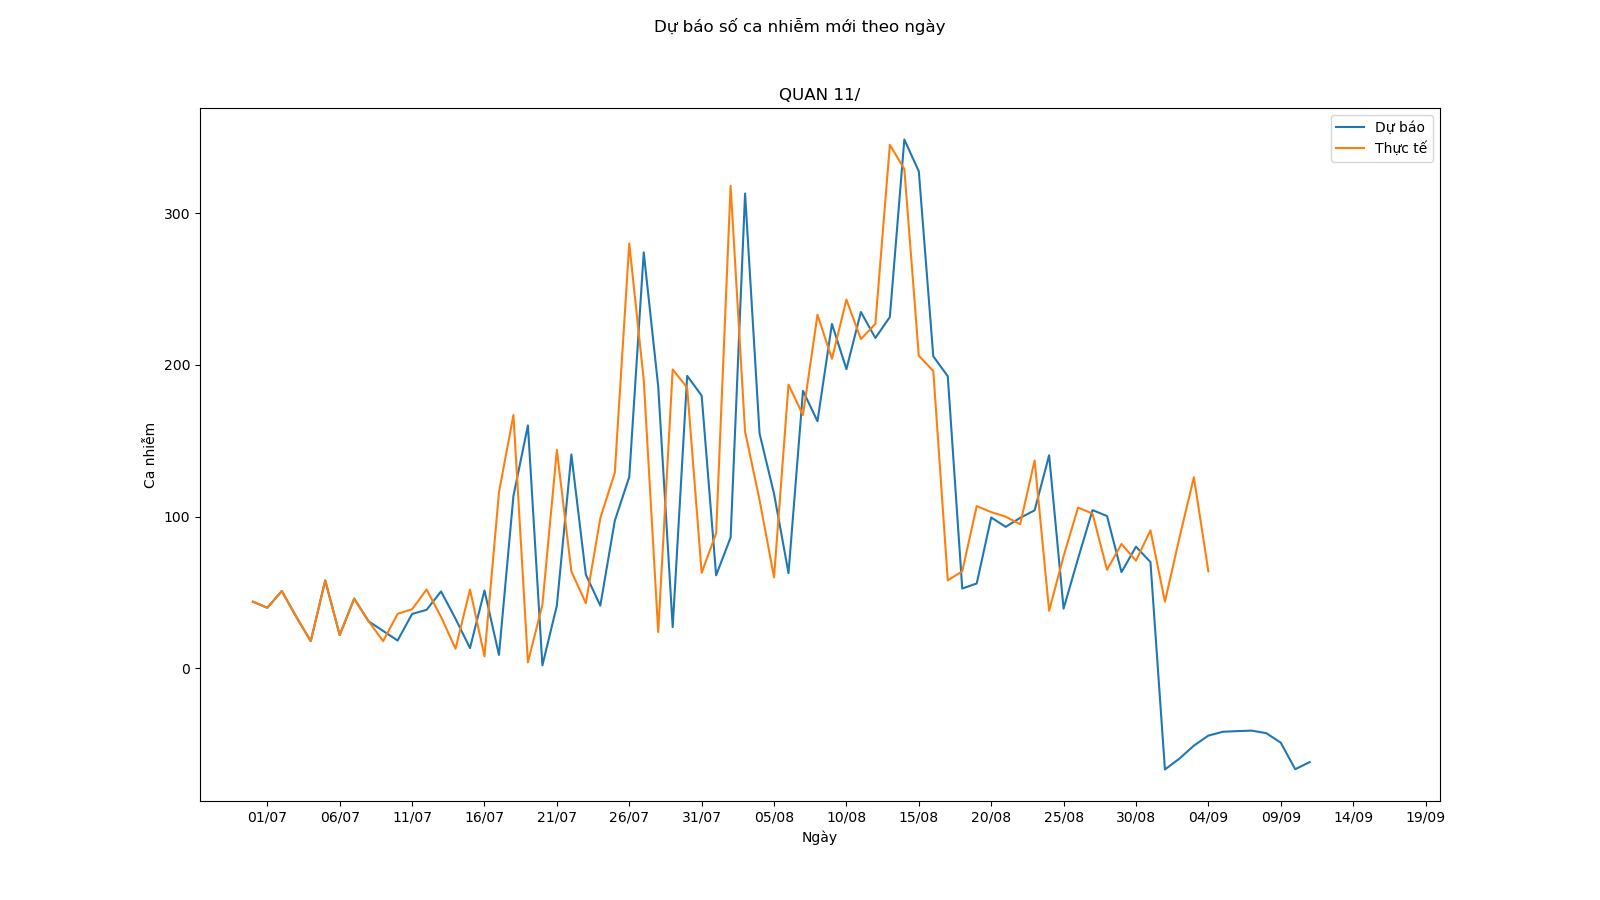 Dự báo số ca nhiễm mới theo ngày
QUAN 11/
Dự báo
Thực tế
Ca nhiễm
300
200
100
0
01/07 06/07 11/07 16/07 21/07 26/07 31/07 05/08 10/08 15/08 20/08 25/08 30/08 04/09 09/09 14/09 19/09
Ngày